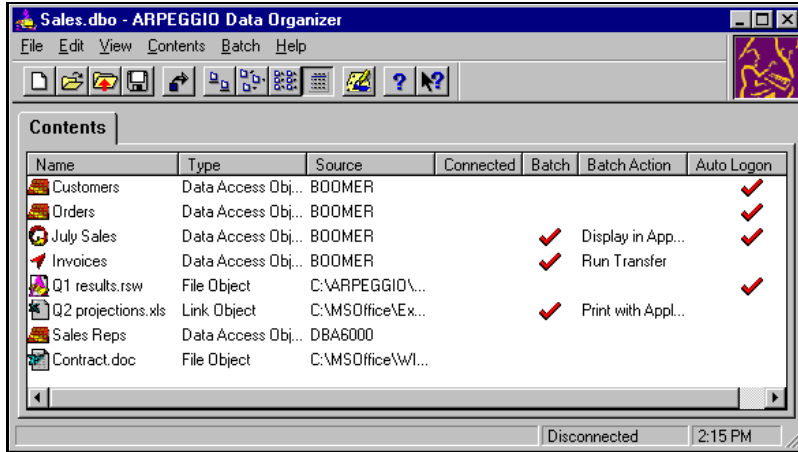 Sales.dbo - ARPEGGIO Data Organizer
File Edit View Contents Batch Help
Contents
Name Type Source Connected Batch Batch Action Auto Logon
Customers Data Access Obj... BOOMER
Orders Data Access Obj... BOOMER
July Sales Data Access Obj... BOOMER Display in App...
Invoices Data Access Obj... BOOMER Run Transfer
Q1 results.rsw File Object C:\ARPEGGIO\...
Q2 projections.xls Link Object C:\MSOffice\Ex... Print with Appl...
Sales Reps Data Access Obj... DBA6000
Contract.doc File Object C:\MSOffice\WI...
Disconnected 2:15 PM